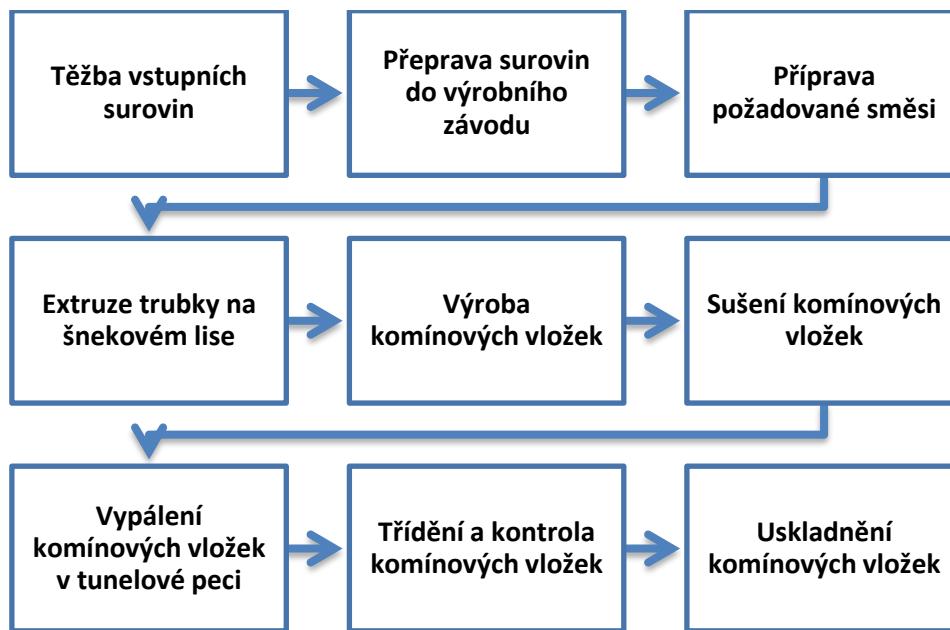 Těžba vstupních
surovin
Přeprava surovin
do výrobního
závodu
Příprava
požadované směsi
Extruze trubky na
šnekovém lise
Výroba
komínových vložek
Sušení komínových
vložek
Vypálení
komínových vložek
v tunelové peci
Třídění a kontrola
komínových vložek
Uskladnění
komínových vložek